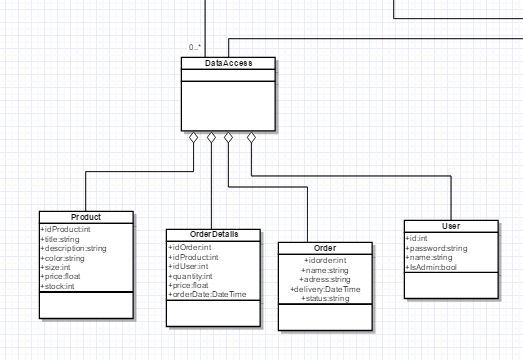 0..*
DataAccess
Product
+idProduct:int
+title:string
+description:string
+color:string
+size:int
+price:float
+stock:int
OrderDetails
+idOrder:int
+idProduct:int
+idUser:int
+quantity:int
+price:float
+orderDate:DateTime
Order
+idorder:int
+name:string
+adress:string
+delivery:DateTime
+status:string
User
+id:int
+password:string
+name:string
+IsAdmin:bool